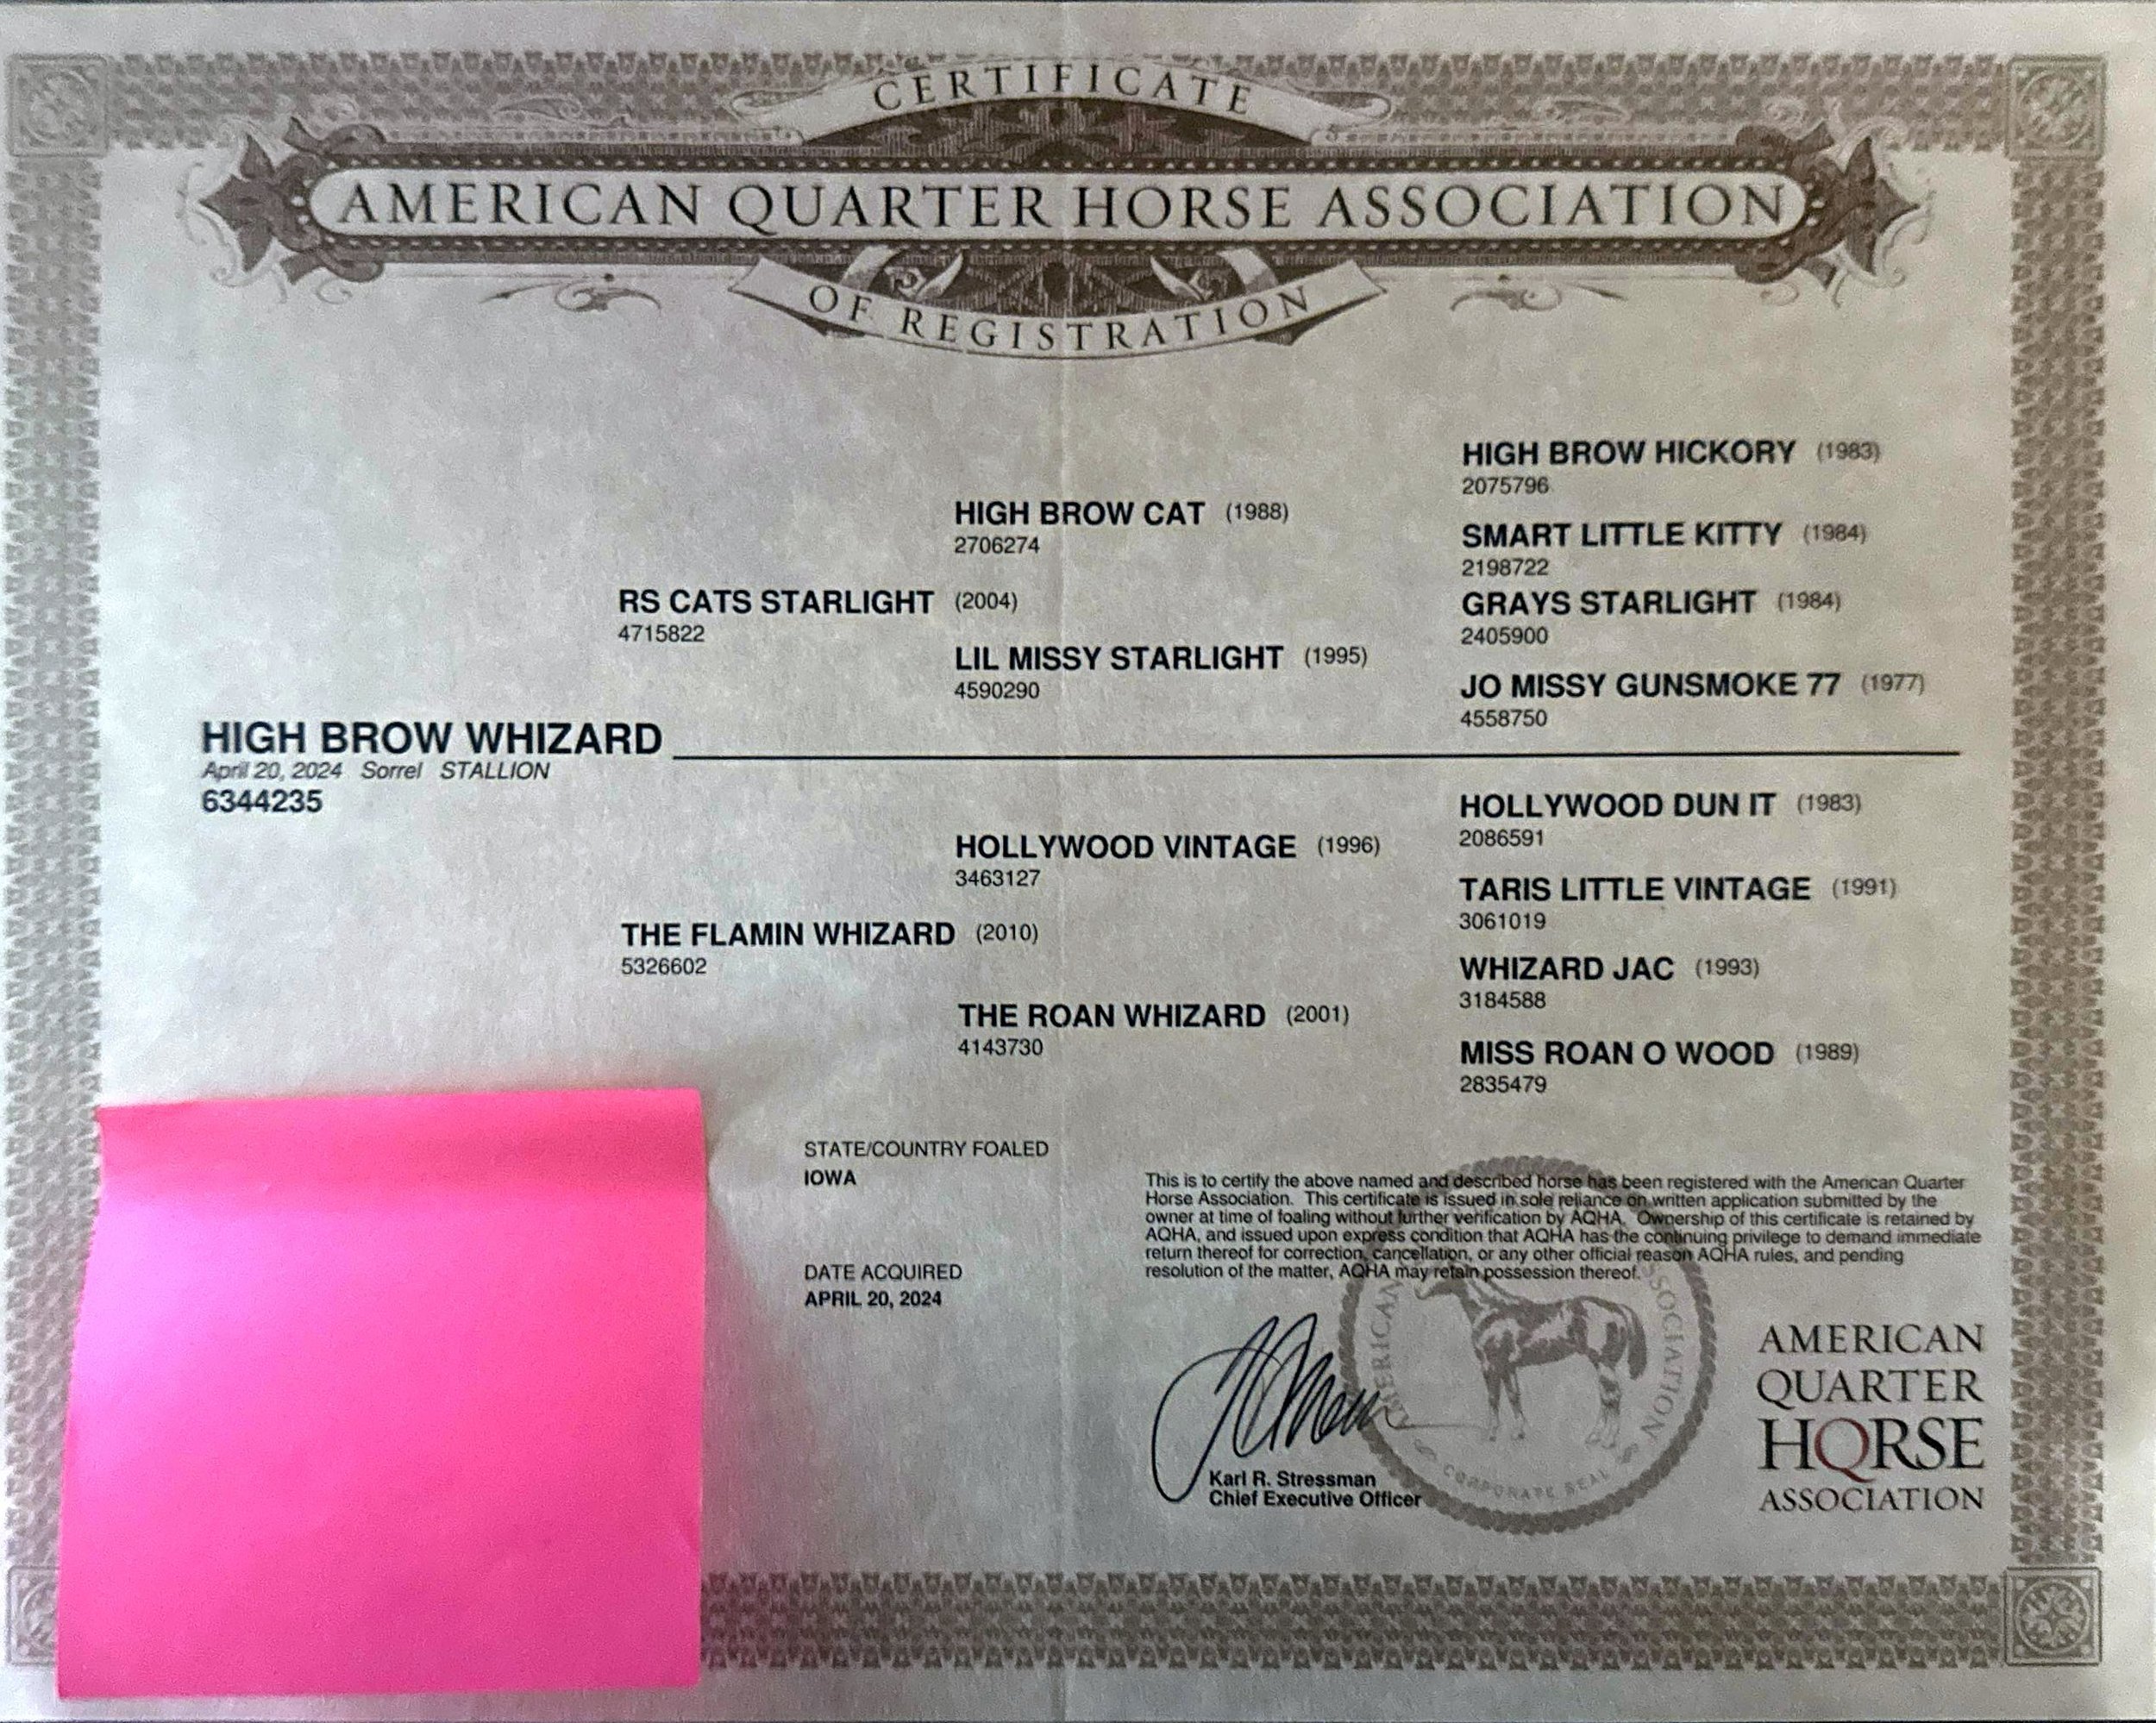 CERTIFICATE
AMERICAN QUARTER HORSE ASSOCIATION
OF REGISTRATION
HIGH BROW HICKORY (1983)
2075796
HIGH BROW CAT (1988)
2706274
SMART LITTLE KITTY (1984)
2198722
RS CATS STARLIGHT (2004)
4715822
GRAYS STARLIGHT (1984)
2405900
LIL MISSY STARLIGHT (1995)
4590290
JO MISSY GUNSMOKE 77 (1977)
4558750
HIGH BROW WHIZARD
April 20, 2024 Sorrel STALLION
6344235
HOLLYWOOD DUN IT (1983)
2086591
HOLLYWOOD VINTAGE (1996)
3463127
TARIS LITTLE VINTAGE (1991)
3061019
THE FLAMIN WHIZARD (2010)
5326602
WHIZARD JAC (1993)
3184588
THE ROAN WHIZARD (2001)
4143730
MISS ROAN O WOOD (1989)
2835479
STATE/COUNTRY FOALED
IOWA
DATE ACQUIRED
APRIL 20, 2024
This is to certify the above named and described horse has been registered with the American Quarter
Horse Association. This certificate is issued in sole reliance on written application submitted by the
owner at time of foaling without further verification by AQHA. Ownership of this certificate is retained by
AQHA, and issued upon express condition that AQHA has the continuing privilege to demand immediate
return thereof for correction, cancellation, or any other official reason AQHA rules, and pending
resolution of the matter, AQHA may retain possession thereof.
AMERICAN
ASSOCIATION
CORPORATE SEAL
Karl R. Stressman
Chief Executive Officer
AMERICAN
QUARTER
HORSE
ASSOCIATION